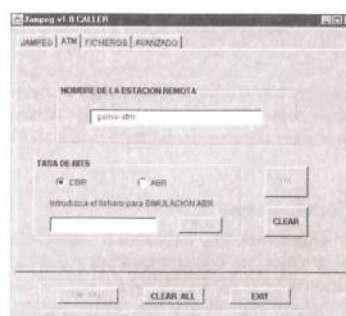 Jampeg v1.0 CALLER
JAMPEG ATM FICHEROS AVANZADO
NOMBRE DE LA ESTACION REMOTA
gamo-atm
TASA DE BITS
CBR ABR
Introduzca el fichero para SIMULACIÓN ABR
CLEAR
CLEAR ALL EXIT